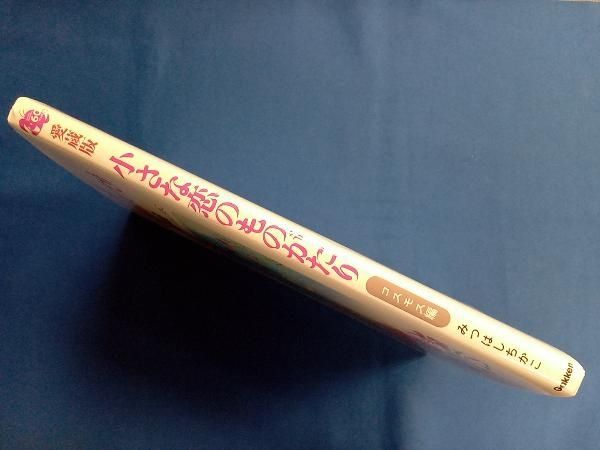 60
愛蔵版
小さな恋のものがたり
コスモス編
みつはしちかこ
Gakken